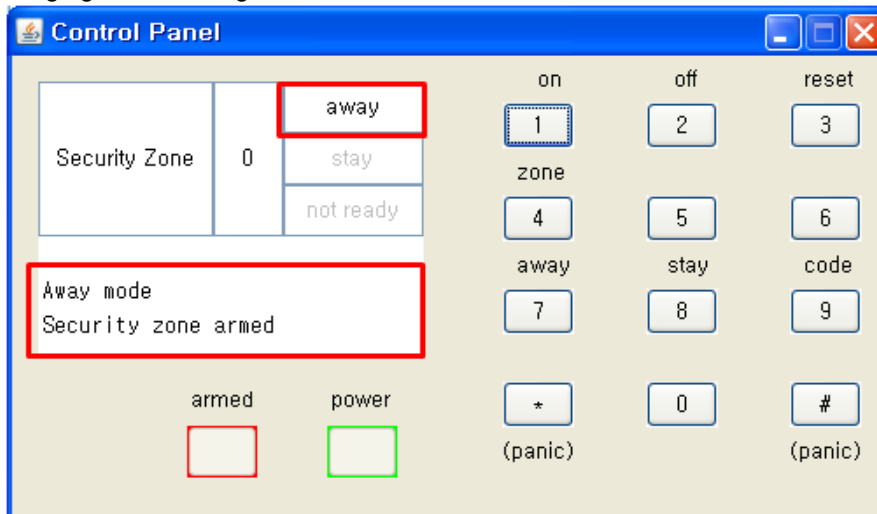 Control Panel
Security Zone
0
away
stay
not ready
Away mode
Security zone armed
armed
power
on
off
reset
1
2
3
zone
4
5
6
away
stay
code
7
8
9
*
0
#
(panic)
(panic)